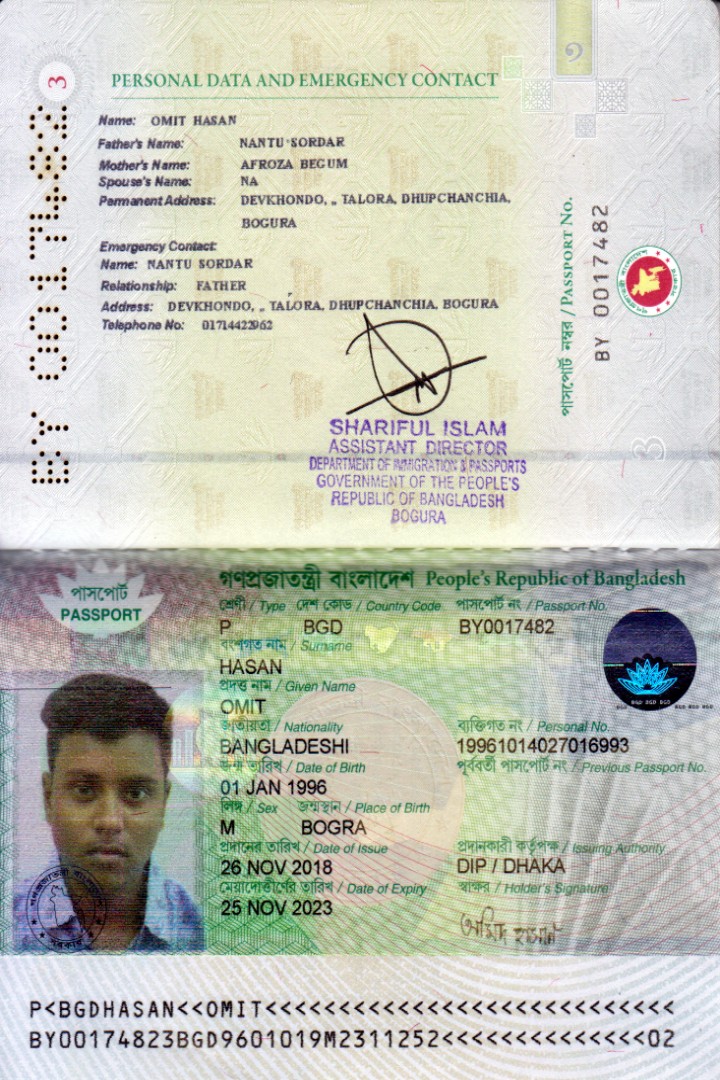 3
PERSONAL DATA AND EMERGENCY CONTACT
Name: OMIT HASAN
Father's Name: NANTU SORDAR
Mother's Name: AFROZA BEGUM
Spouse's Name: NA
Permanent Address: DEVKHONDO, ,, TALORA, DHUPCHANCHIA,
BOGURA
Emergency Contact:
Name: NANTU SORDAR
Relationship: FATHER
Address: DEVKHONDO, ,, TALORA, DHUPCHANCHIA, BOGURA
Telephone No: 01714422962
SHARIFUL ISLAM
ASSISTANT DIRECTOR
DEPARTMENT OF IMMIGRATION & PASSPORTS
GOVERNMENT OF THE PEOPLE'S
REPUBLIC OF BANGLADESH
BOGURA
BY 0017482
পাসপোর্ট নম্বর / PASSPORT No.
BY 0017482
পাসপোর্ট
PASSPORT
গণপ্রজাতন্ত্রী বাংলাদেশ People's Republic of Bangladesh
শ্রেণী / Type দেশ কোড / Country Code পাসপোর্ট নং / Passport No.
P BGD BY0017482
বংশগত নাম / Surname
HASAN
প্রদত্ত নাম / Given Name
OMIT
জাতীয়তা / Nationality ব্যক্তিগত নং / Personal No.
BANGLADESHI 19961014027016993
জন্ম তারিখ / Date of Birth পূর্ববর্তী পাসপোর্ট নং / Previous Passport No.
01 JAN 1996
লিঙ্গ / Sex জন্মস্থান / Place of Birth
M BOGRA
প্রদানের তারিখ / Date of Issue প্রদানকারী কর্তৃপক্ষ / Issuing Authority
26 NOV 2018 DIP / DHAKA
মেয়াদোত্তীর্ণের তারিখ / Date of Expiry স্বাক্ষর / Holder's Signature
25 NOV 2023 অমিদ হাসান
P<BGDHASAN<<OMIT<<<<<<<<<<<<<<<<<<<<<<<<<<<<
BY00174823BGD9601019M2311252<<<<<<<<<<<<<<02